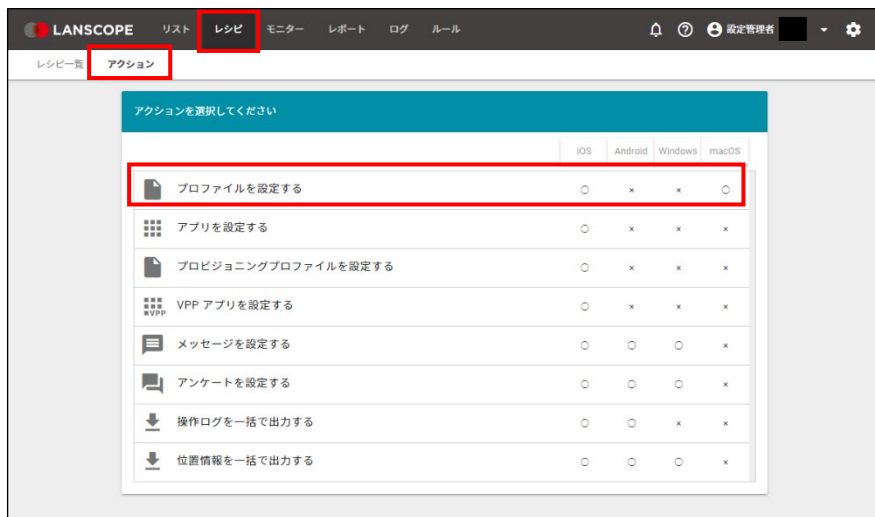 LANSCOPE リスト レシピ モニター レポート ログ ルール 設定管理者
レシピ一覧 アクション
アクションを選択してください
iOS Android Windows macOS
プロファイルを設定する ○ × × ○
アプリを設定する ○ × × ×
プロビジョニングプロファイルを設定する ○ × × ×
VPP VPP アプリを設定する ○ × × ×
メッセージを設定する ○ ○ ○ ×
アンケートを設定する ○ ○ ○ ×
操作ログを一括で出力する ○ ○ × ×
位置情報を一括で出力する ○ ○ ○ ×